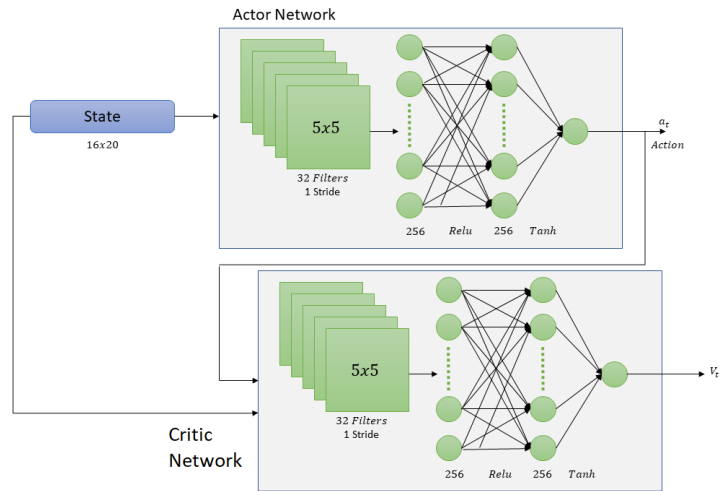 Actor Network
State
16x20
5x5
32 Filters
1 Stride
256 Relu 256 Tanh
a_t
Action
5x5
32 Filters
1 Stride
256 Relu 256 Tanh
V_t
Critic
Network